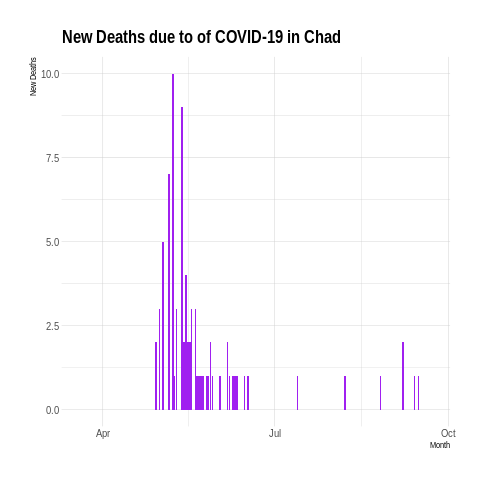 New Deaths due to of COVID-19 in Chad
New Deaths
10.0
7.5
5.0
2.5
0.0
Apr
Jul
Oct
Month